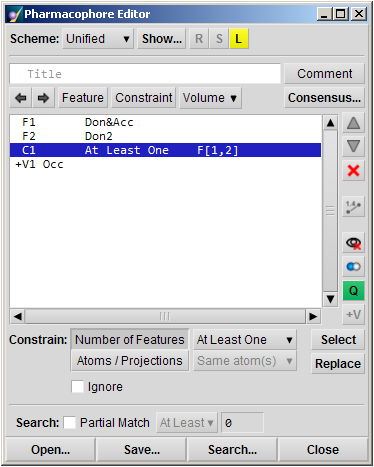 Pharmacophore Editor
Scheme: Unified Show... R S L
Title Comment
Feature Constraint Volume Consensus...
F1 Don&Acc
F2 Don2
C1 At Least One F[1,2]
+V1 Occ
Q
+V
Constrain: Number of Features At Least One Select
Atoms / Projections Same atom(s) Replace
Ignore
Search: Partial Match At Least 0
Open... Save... Search... Close